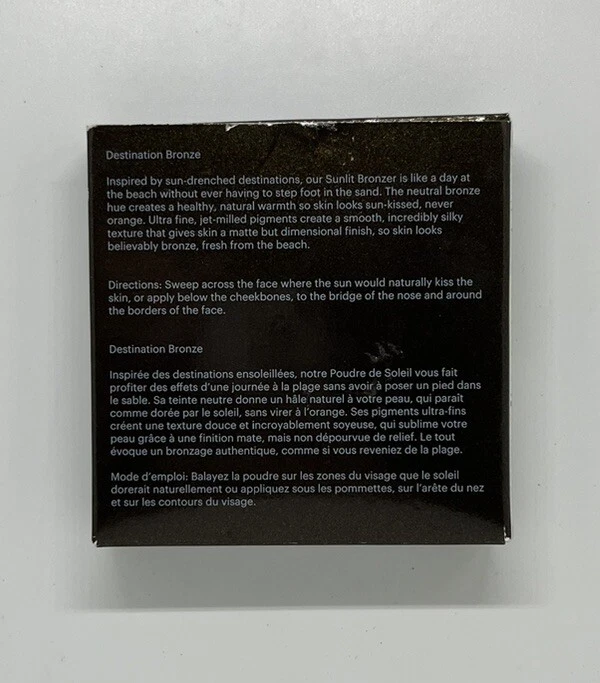 Destination Bronze
Inspired by sun-drenched destinations, our Sunlit Bronzer is like a day at
the beach without ever having to step foot in the sand. The neutral bronze
hue creates a healthy, natural warmth so skin looks sun-kissed, never
orange. Ultra fine, jet-milled pigments create a smooth, incredibly silky
texture that gives skin a matte but dimensional finish, so skin looks
believably bronze, fresh from the beach.
Directions: Sweep across the face where the sun would naturally kiss the
skin, or apply below the cheekbones, to the bridge of the nose and around
the borders of the face.
Destination Bronze
Inspirée des destinations ensoleillées, notre Poudre de Soleil vous fait
profiter des effets d'une journée à la plage sans avoir à poser un pied dans
le sable. Sa teinte neutre donne un hâle naturel à votre peau, qui paraît
comme dorée par le soleil, sans virer à l'orange. Ses pigments ultra-fins
créent une texture douce et incroyablement soyeuse, qui sublime votre
peau grâce à une finition mate, mais non dépourvue de relief. Le tout
évoque un bronzage authentique, comme si vous reveniez de la plage.
Mode d'emploi: Balayez la poudre sur les zones du visage que le soleil
dorerait naturellement ou appliquez sous les pommettes, sur l'arête du nez
et sur les contours du visage.